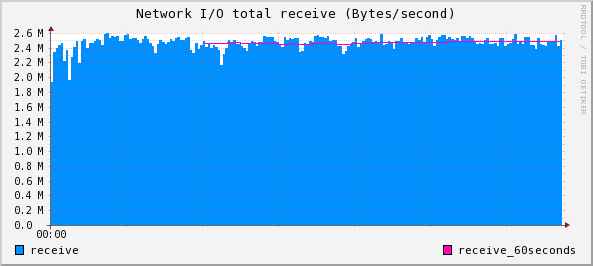 Network I/O total receive (Bytes/second)
RRDTOOL / TOBI OETIKER
2.6 M
2.4 M
2.2 M
2.0 M
1.8 M
1.6 M
1.4 M
1.2 M
1.0 M
0.8 M
0.6 M
0.4 M
0.2 M
0.0
00:00
receive
receive_60seconds